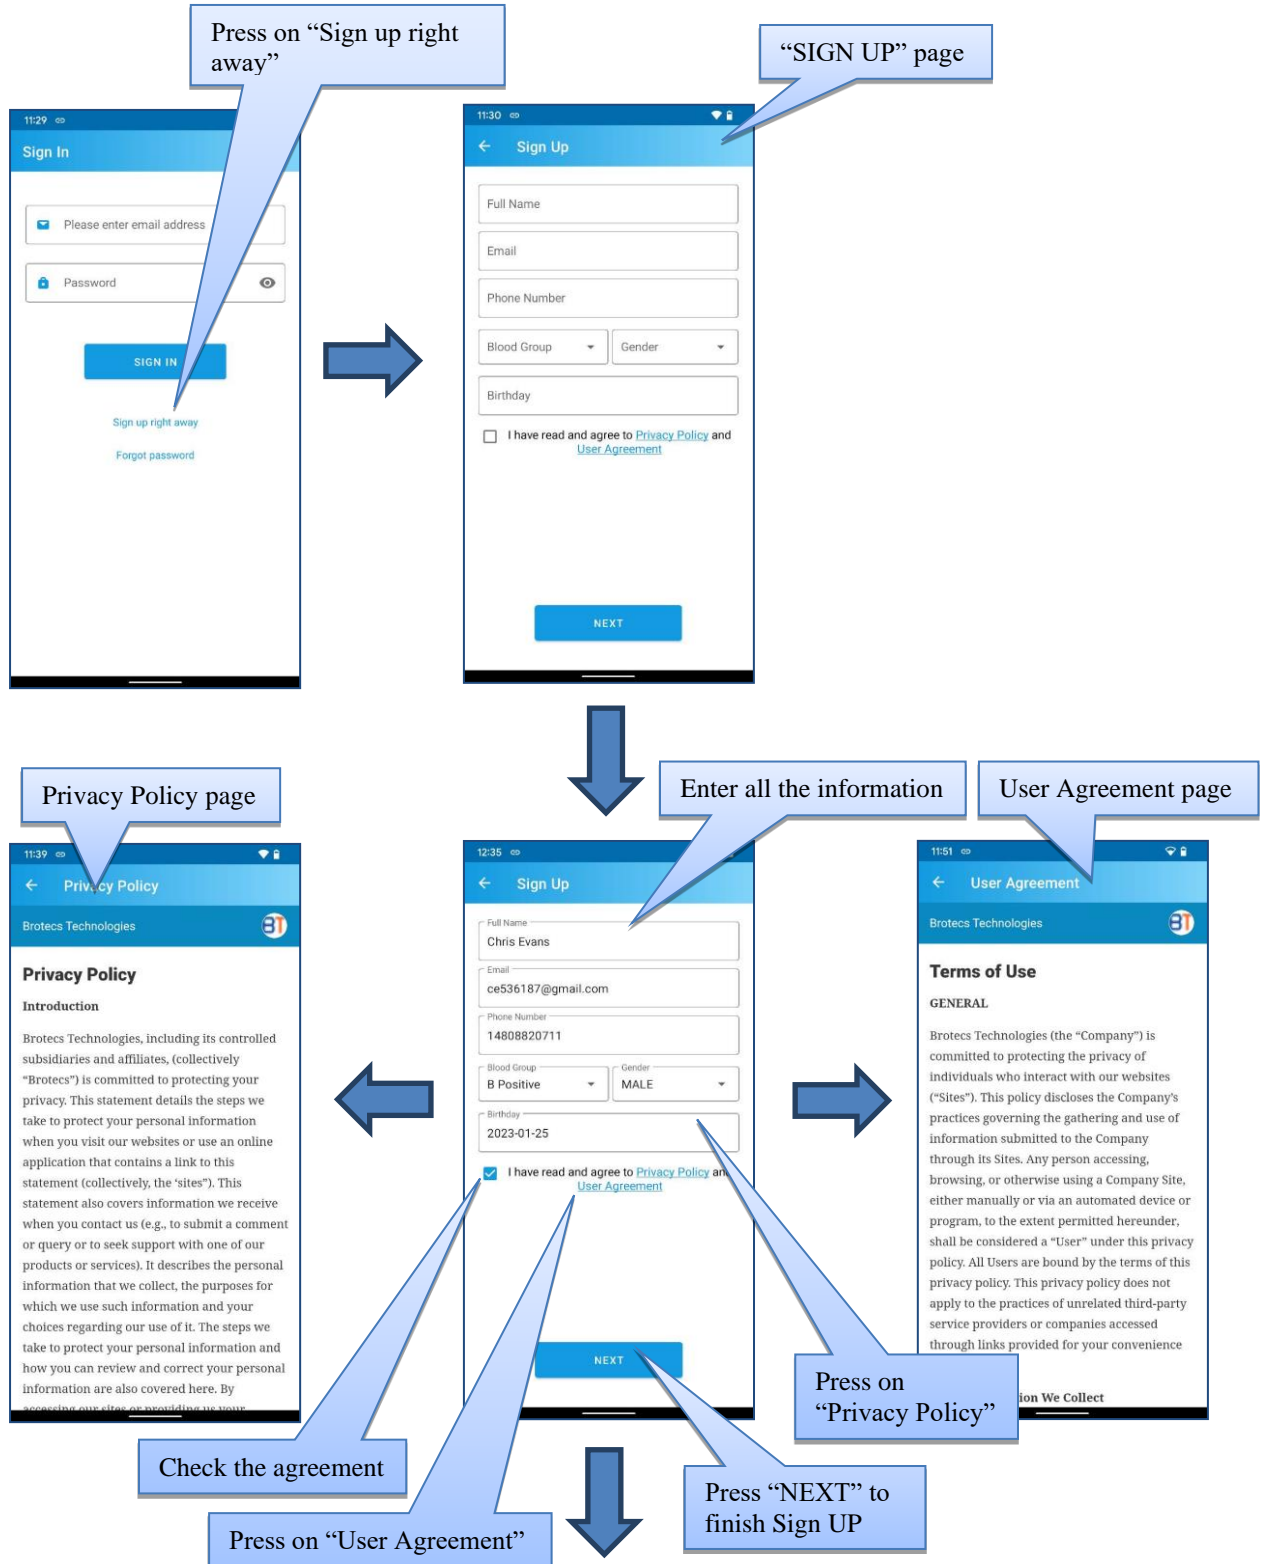 Press on “Sign up right
away”
“SIGN UP” page
11:29
Sign In
Please enter email address
Password
SIGN IN
Sign up right away
Forgot password
11:30
Sign Up
Full Name
Email
Phone Number
Blood Group
Gender
Birthday
I have read and agree to Privacy Policy and
User Agreement
NEXT
Privacy Policy page
Enter all the information
User Agreement page
11:39
Privacy Policy
Brotecs Technologies
BT
Privacy Policy
Introduction
Brotecs Technologies, including its controlled
subsidiaries and affiliates, (collectively
“Brotecs”) is committed to protecting your
privacy. This statement details the steps we
take to protect your personal information
when you visit our websites or use an online
application that contains a link to this
statement (collectively, the ‘sites”). This
statement also covers information we receive
when you contact us (e.g., to submit a comment
or query or to seek support with one of our
products or services). It describes the personal
information that we collect, the purposes for
which we use such information and your
choices regarding our use of it. The steps we
take to protect your personal information and
how you can review and correct your personal
information are also covered here. By
accessing our sites or providing us your
12:35
Sign Up
Full Name
Chris Evans
Email
ce536187@gmail.com
Phone Number
14808820711
Blood Group
B Positive
Gender
MALE
Birthday
2023-01-25
I have read and agree to Privacy Policy and
User Agreement
NEXT
11:51
User Agreement
Brotecs Technologies
BT
Terms of Use
GENERAL
Brotecs Technologies (the “Company”) is
committed to protecting the privacy of
individuals who interact with our websites
(“Sites”). This policy discloses the Company’s
practices governing the gathering and use of
information submitted to the Company
through its Sites. Any person accessing,
browsing, or otherwise using a Company Site,
either manually or via an automated device or
program, to the extent permitted hereunder,
shall be considered a “User” under this privacy
policy. All Users are bound by the terms of this
privacy policy. This privacy policy does not
apply to the practices of unrelated third-party
service providers or companies accessed
through links provided for your convenience
We Collect
Press on
“Privacy Policy”
Check the agreement
Press “NEXT” to
finish Sign UP
Press on “User Agreement”